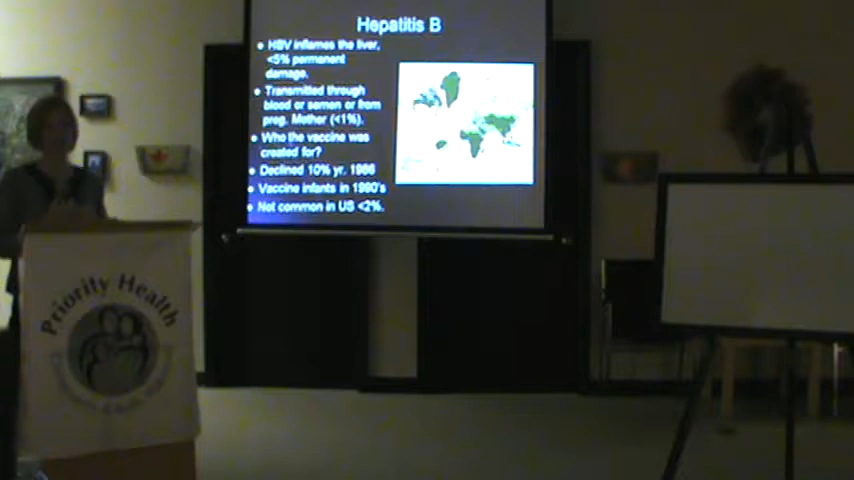 Hepatitis B
• HBV inflames the liver,
<5% permanent
damage.
• Transmitted through
blood or semen or from
preg. Mother (<1%).
• Who the vaccine was
created for?
• Declined 10% yr. 1986
• Vaccine infants in 1990's
• Not common in US <2%.
Priority Health